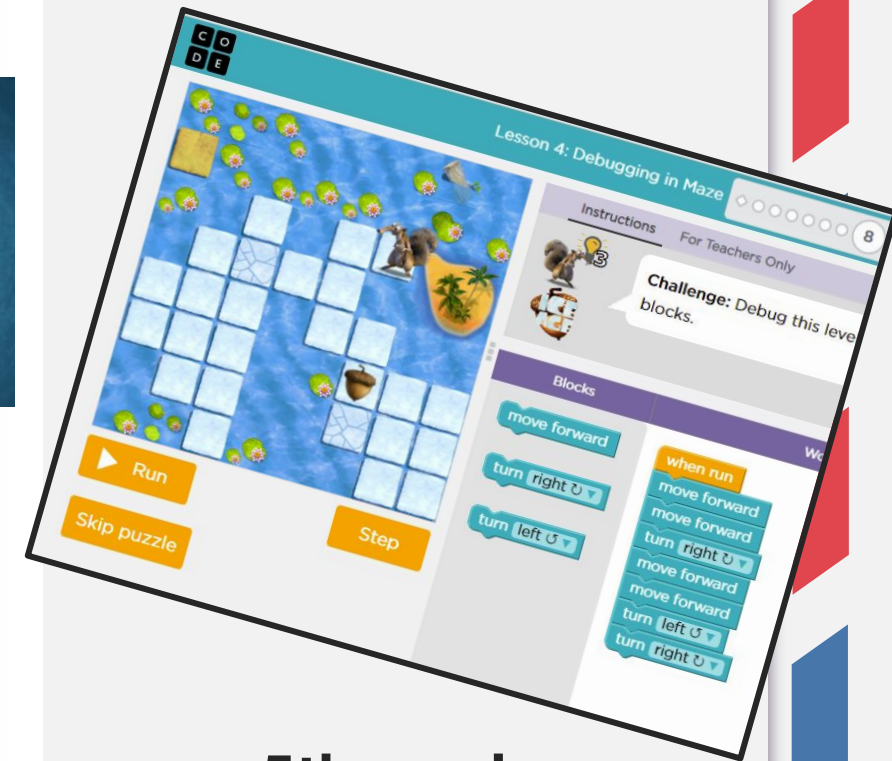 C O
D E
Lesson 4: Debugging in Maze
8
Instructions
For Teachers Only
3
Challenge: Debug this leve
blocks.
Blocks
Wo
move forward
turn right ↻ ▼
turn left ↺ ▼
when run
move forward
move forward
turn right ↻ ▼
move forward
move forward
turn left ↺ ▼
turn right ↻ ▼
Run
Skip puzzle
Step